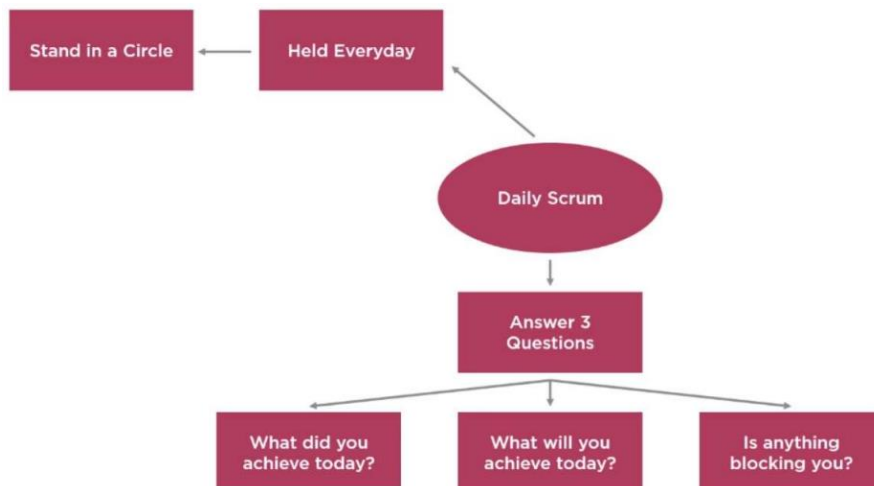 Stand in a Circle
Held Everyday
Daily Scrum
Answer 3
Questions
What did you
achieve today?
What will you
achieve today?
Is anything
blocking you?